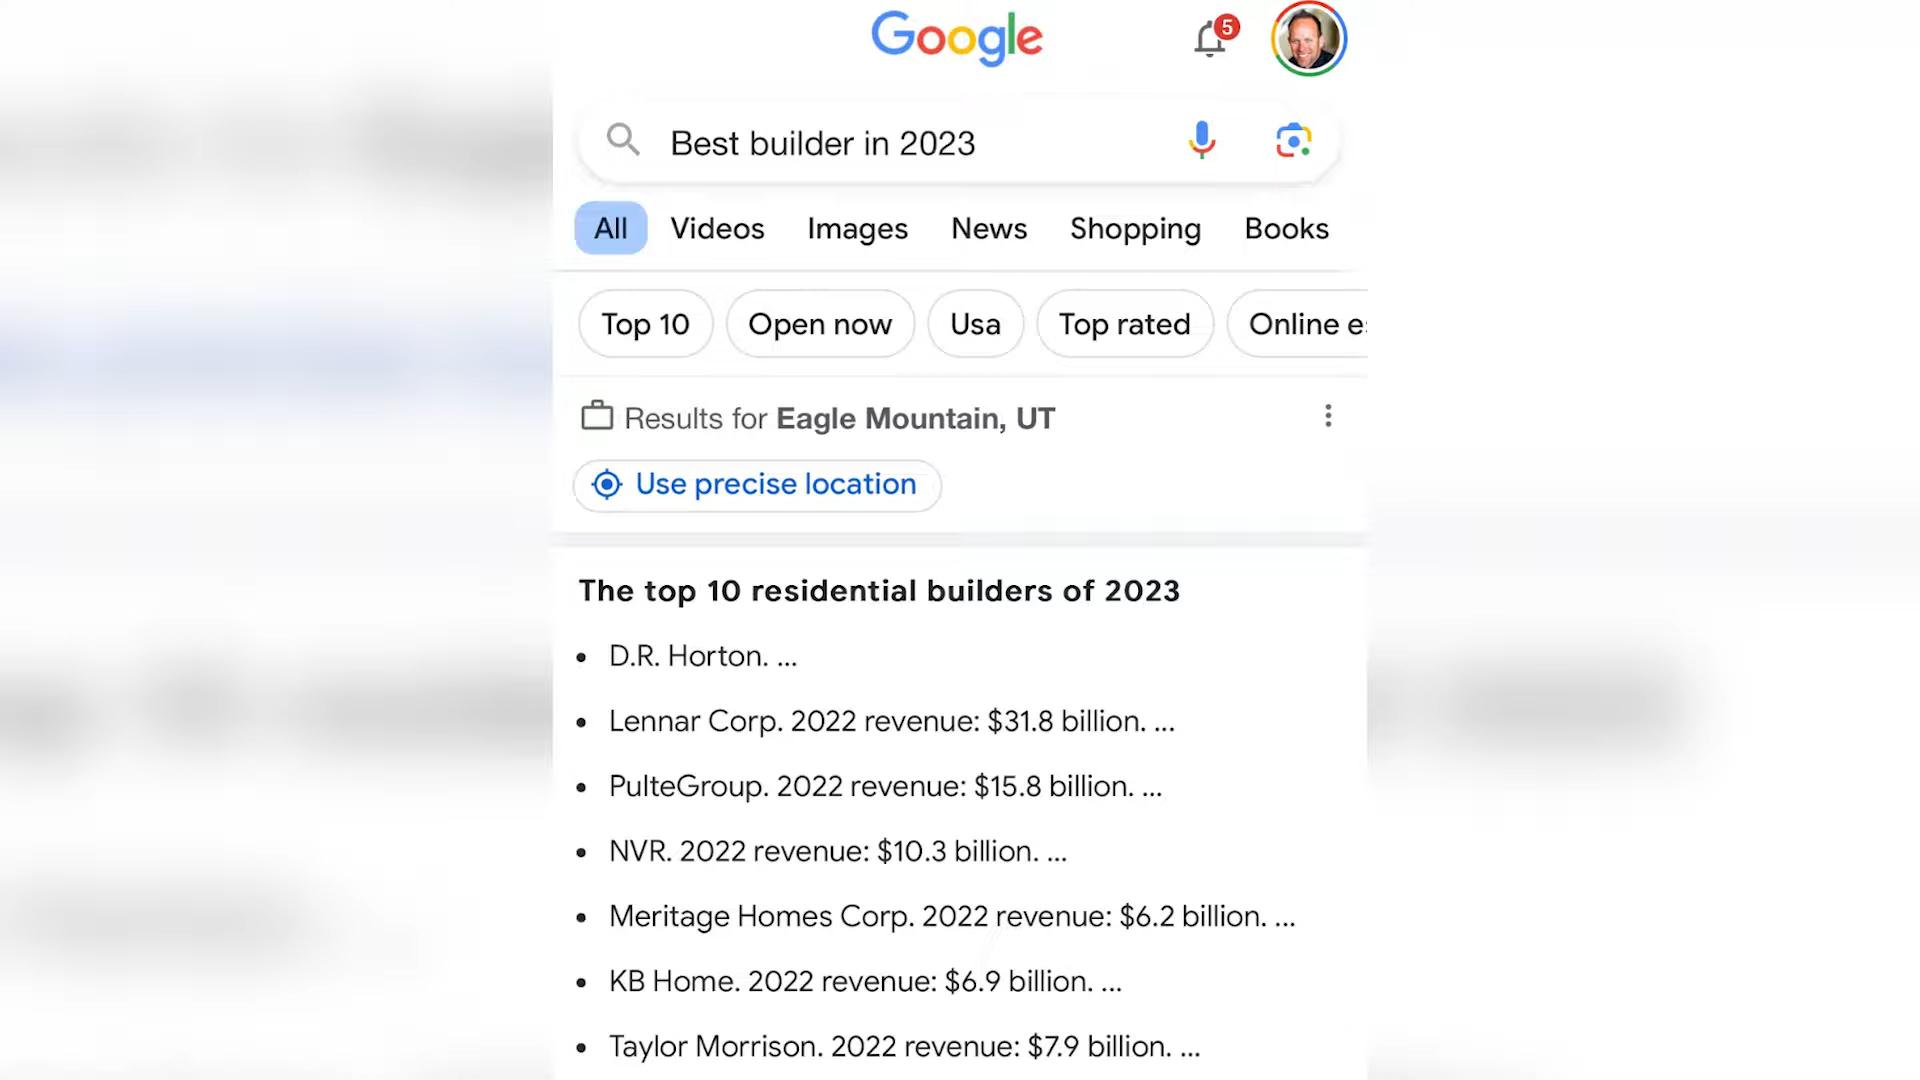 Google
5
Best builder in 2023
All Videos Images News Shopping Books
Top 10 Open now Usa Top rated Online e
Results for Eagle Mountain, UT
Use precise location
The top 10 residential builders of 2023
• D.R. Horton. ...
• Lennar Corp. 2022 revenue: $31.8 billion. ...
• PulteGroup. 2022 revenue: $15.8 billion. ...
• NVR. 2022 revenue: $10.3 billion. ...
• Meritage Homes Corp. 2022 revenue: $6.2 billion. ...
• KB Home. 2022 revenue: $6.9 billion. ...
• Taylor Morrison. 2022 revenue: $7.9 billion. ...